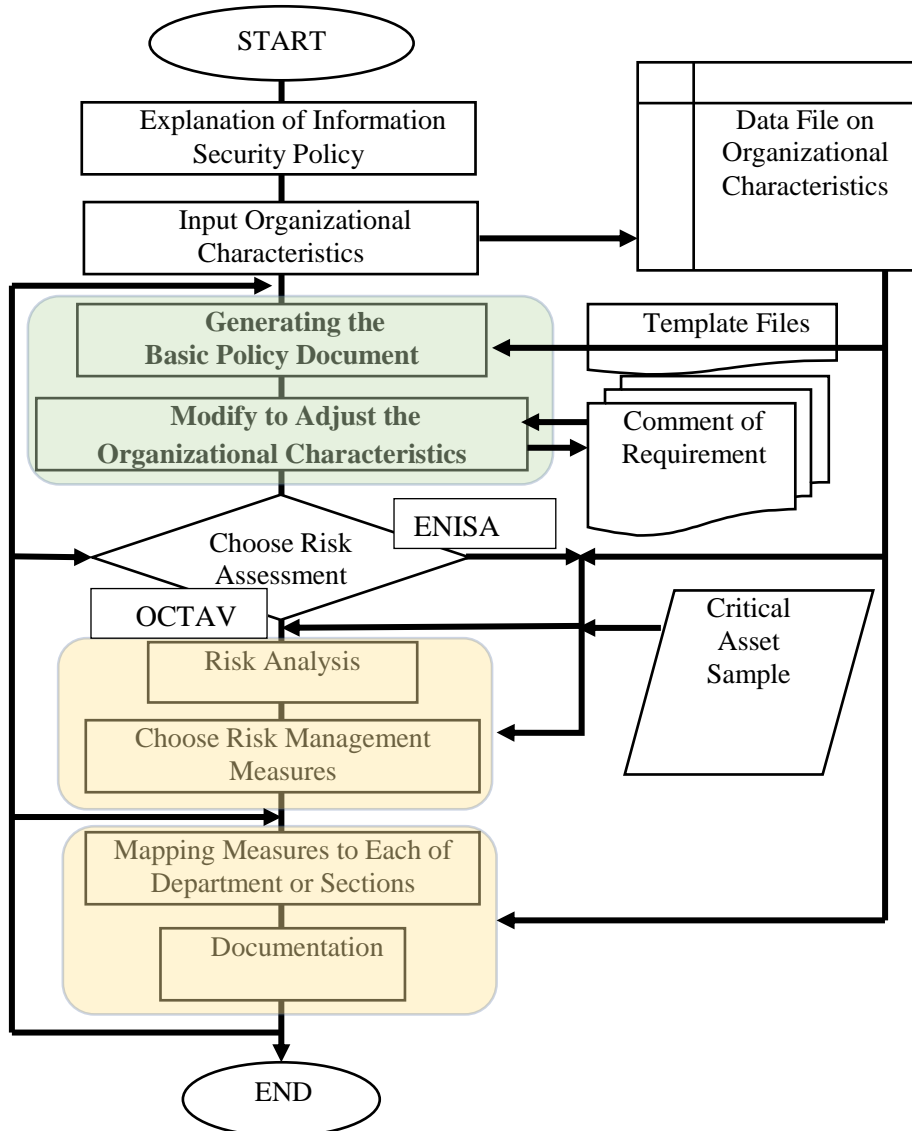 START
Explanation of Information
Security Policy
Data File on
Organizational
Characteristics
Input Organizational
Characteristics
Generating the
Basic Policy Document
Template Files
Modify to Adjust the
Organizational Characteristics
Comment of
Requirement
ENISA
Choose Risk
Assessment
OCTAV
Critical
Asset
Sample
Risk Analysis
Choose Risk Management
Measures
Mapping Measures to Each of
Department or Sections
Documentation
END